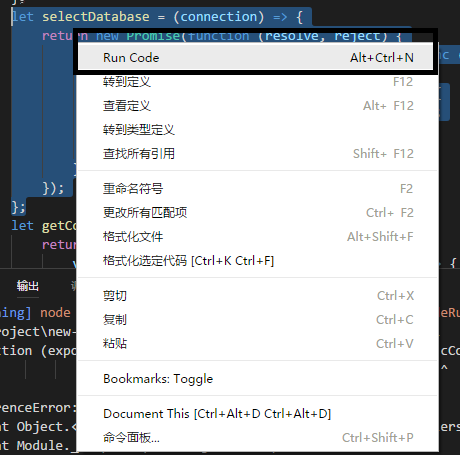 let selectDatabase = (connection) => {
return new Promise(function (resolve, reject) {
Run Code Alt+Ctrl+N
转到定义 F12
查看定义 Alt+ F12
转到类型定义
查找所有引用 Shift+ F12
});
重命名符号 F2
};
更改所有匹配项 Ctrl+ F2
let getCo
格式化文件 Alt+Shift+F
retur
格式化选定代码 [Ctrl+K Ctrl+F]
v > {
输出
剪切 Ctrl+X
ning] node eRu
复制 Ctrl+C
roject\new-
粘贴 Ctrl+V
ction (expo cCo
^
Bookmarks: Toggle
renceError:
Document This [Ctrl+Alt+D Ctrl+Alt+D]
at Object.< ers
命令面板... Ctrl+Shift+P
at Module._